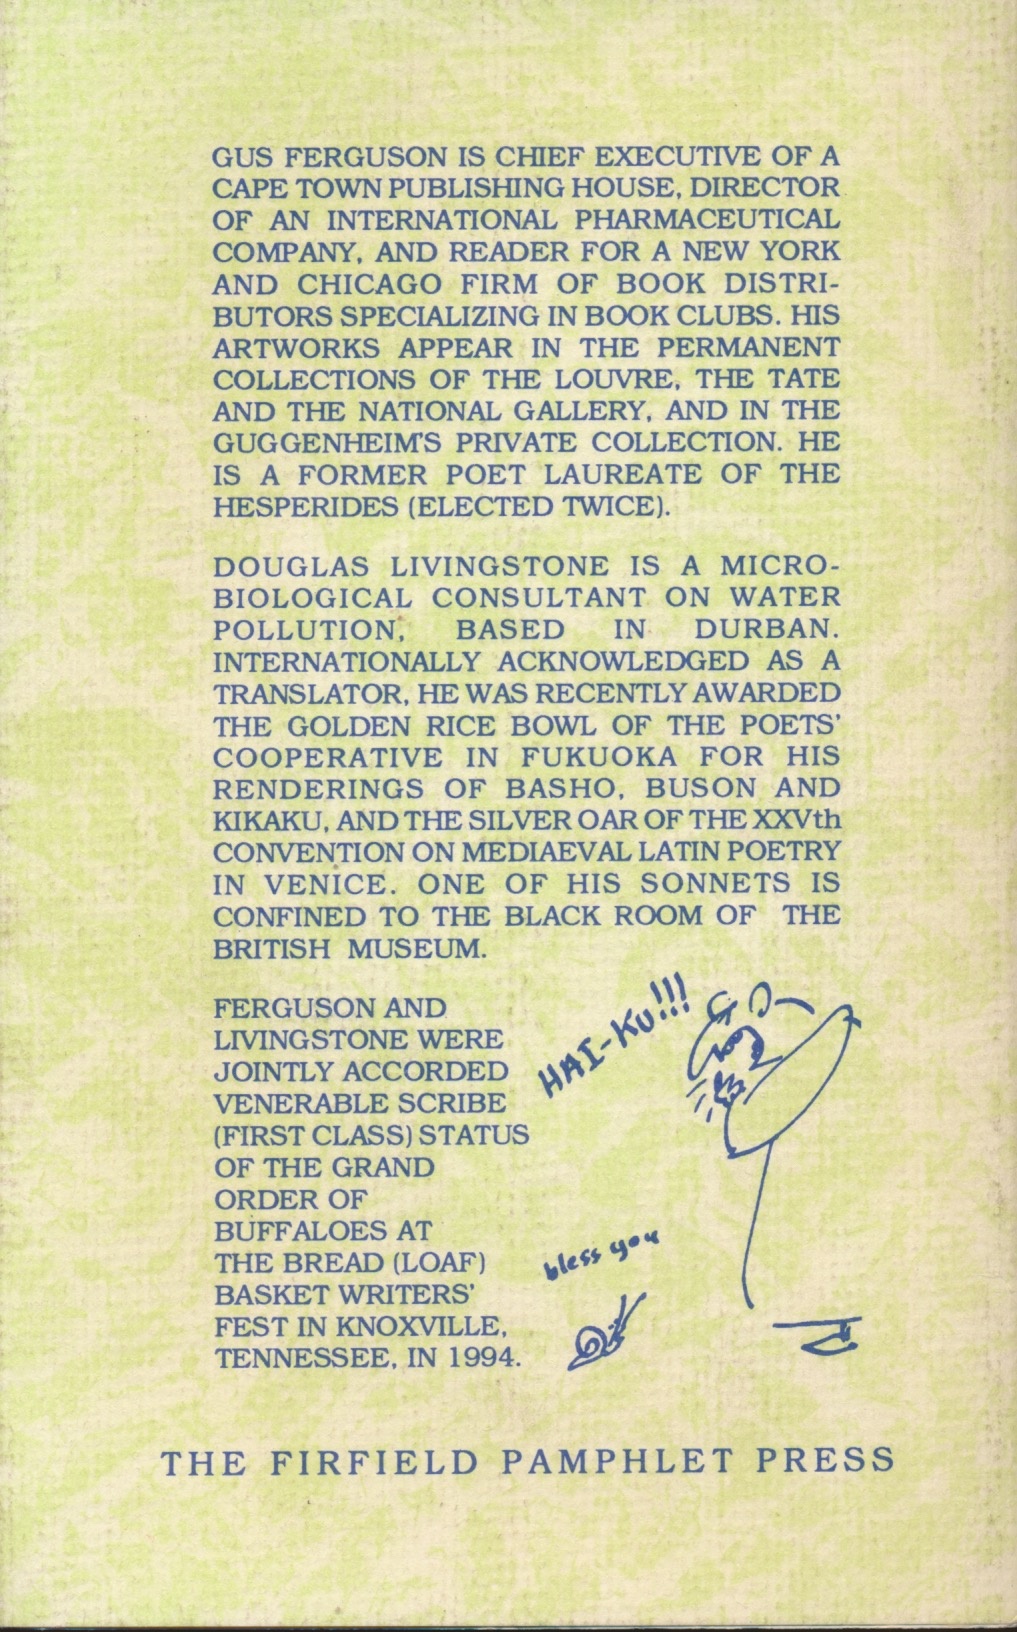 GUS FERGUSON IS CHIEF EXECUTIVE OF A
CAPE TOWN PUBLISHING HOUSE, DIRECTOR
OF AN INTERNATIONAL PHARMACEUTICAL
COMPANY, AND READER FOR A NEW YORK
AND CHICAGO FIRM OF BOOK DISTRI-
BUTORS SPECIALIZING IN BOOK CLUBS. HIS
ARTWORKS APPEAR IN THE PERMANENT
COLLECTIONS OF THE LOUVRE, THE TATE
AND THE NATIONAL GALLERY, AND IN THE
GUGGENHEIM'S PRIVATE COLLECTION. HE
IS A FORMER POET LAUREATE OF THE
HESPERIDES (ELECTED TWICE).
DOUGLAS LIVINGSTONE IS A MICRO-
BIOLOGICAL CONSULTANT ON WATER
POLLUTION, BASED IN DURBAN.
INTERNATIONALLY ACKNOWLEDGED AS A
TRANSLATOR, HE WAS RECENTLY AWARDED
THE GOLDEN RICE BOWL OF THE POETS'
COOPERATIVE IN FUKUOKA FOR HIS
RENDERINGS OF BASHO, BUSON AND
KIKAKU, AND THE SILVER OAR OF THE XXVth
CONVENTION ON MEDIAEVAL LATIN POETRY
IN VENICE. ONE OF HIS SONNETS IS
CONFINED TO THE BLACK ROOM OF THE
BRITISH MUSEUM.
FERGUSON AND
LIVINGSTONE WERE
JOINTLY ACCORDED
VENERABLE SCRIBE
(FIRST CLASS) STATUS
OF THE GRAND
ORDER OF
BUFFALOES AT
THE BREAD (LOAF)
BASKET WRITERS'
FEST IN KNOXVILLE,
TENNESSEE, IN 1994.
HAI-KU!!!
bless you
THE FIRFIELD PAMPHLET PRESS